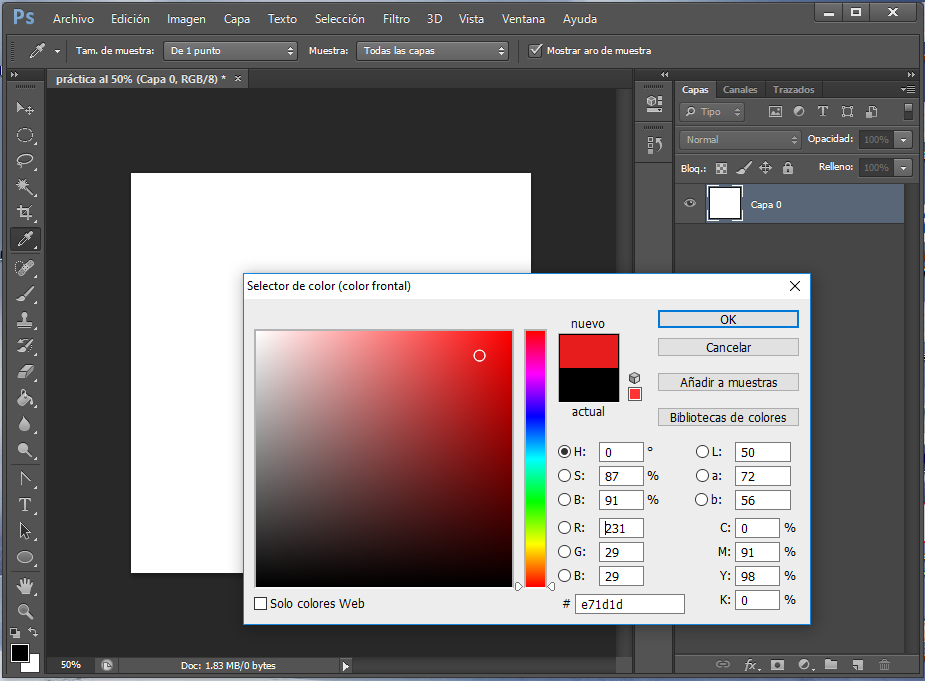 Ps Archivo Edición Imagen Capa Texto Selección Filtro 3D Vista Ventana Ayuda
Tam. de muestra: De 1 punto Muestra: Todas las capas Mostrar aro de muestra
práctica al 50% (Capa 0, RGB/8) * ×
Capas Canales Trazados
Tipo
Normal Opacidad: 100%
Bloq.: Relleno: 100%
Capa 0
Selector de color (color frontal)
nuevo
actual
OK
Cancelar
Añadir a muestras
Bibliotecas de colores
H: 0 ° L: 50
S: 87 % a: 72
B: 91 % b: 56
R: 231 C: 0 %
G: 29 M: 91 %
B: 29 Y: 98 %
# e71d1d K: 0 %
Solo colores Web
50% Doc: 1.83 MB/0 bytes